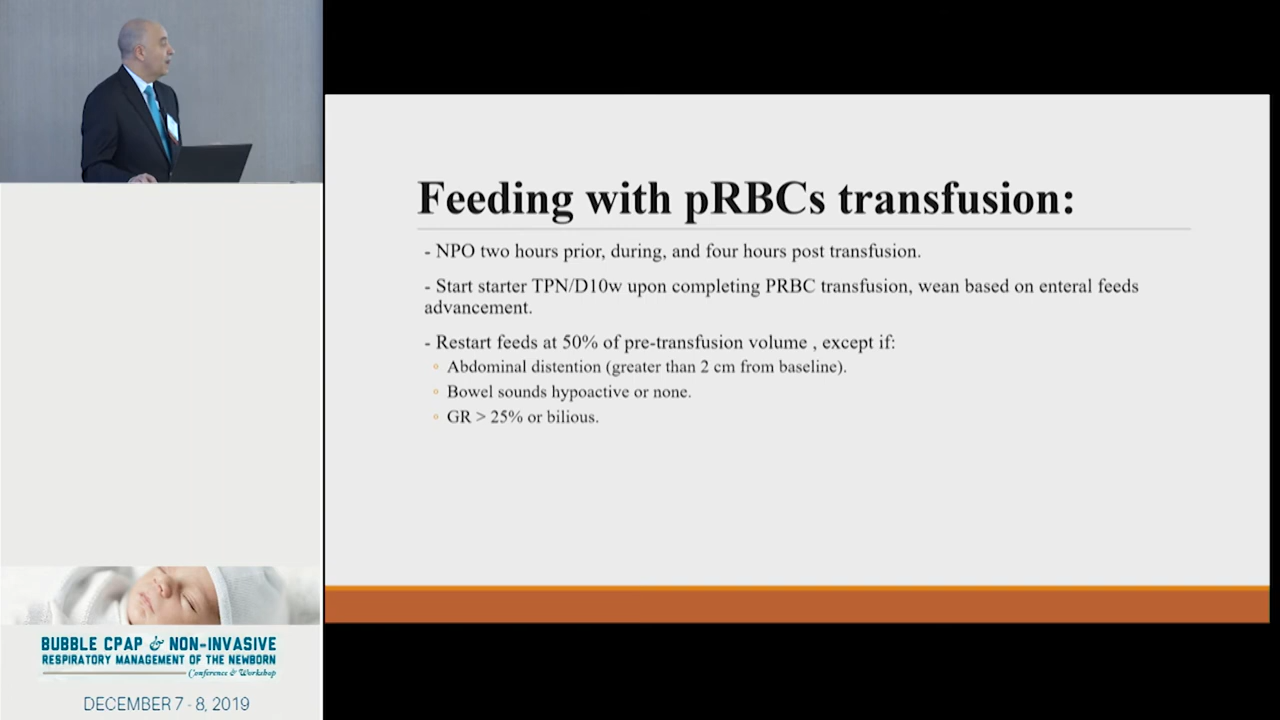 Feeding with pRBCs transfusion:
- NPO two hours prior, during, and four hours post transfusion.
- Start starter TPN/D10w upon completing PRBC transfusion, wean based on enteral feeds
advancement.
- Restart feeds at 50% of pre-transfusion volume , except if:
◦ Abdominal distention (greater than 2 cm from baseline).
◦ Bowel sounds hypoactive or none.
◦ GR > 25% or bilious.
BUBBLE CPAP & NON-INVASIVE
RESPIRATORY MANAGEMENT OF THE NEWBORN
Conference & Workshop
DECEMBER 7 - 8, 2019